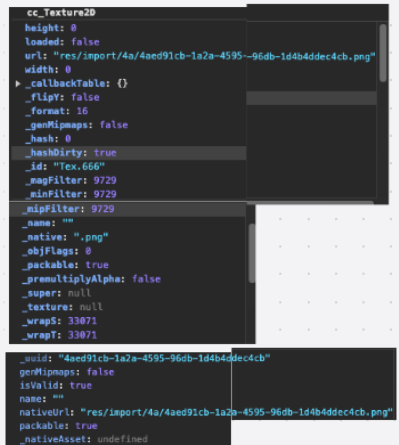 cc_Texture2D
height: 0
loaded: false
url: "res/import/4a/4aed91cb-1a2a-4595-96db-1d4b4ddec4cb.png"
width: 0
▶ _callbackTable: {}
_flipY: false
_format: 16
_genMipmaps: false
_hash: 0
_hashDirty: true
_id: "Tex.666"
_magFilter: 9729
_minFilter: 9729
_mipFilter: 9729
_name: ""
_native: ".png"
_objFlags: 0
_packable: true
_premultiplyAlpha: false
_super: null
_texture: null
_wrapS: 33071
_wrapT: 33071
_uuid: "4aed91cb-1a2a-4595-96db-1d4b4ddec4cb"
genMipmaps: false
isValid: true
name: ""
nativeUrl: "res/import/4a/4aed91cb-1a2a-4595-96db-1d4b4ddec4cb.png"
packable: true
_nativeAsset: undefined